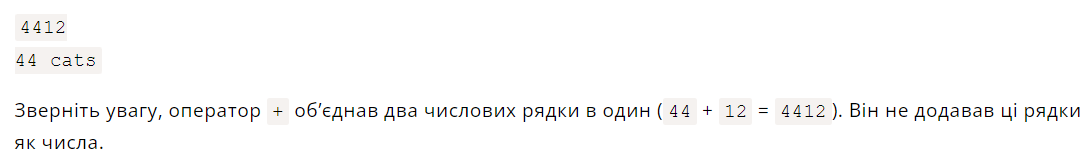 4412
44 cats
Зверніть увагу, оператор + об’єднав два числових рядки в один (44 + 12 = 4412). Він не додавав ці рядки
як числа.